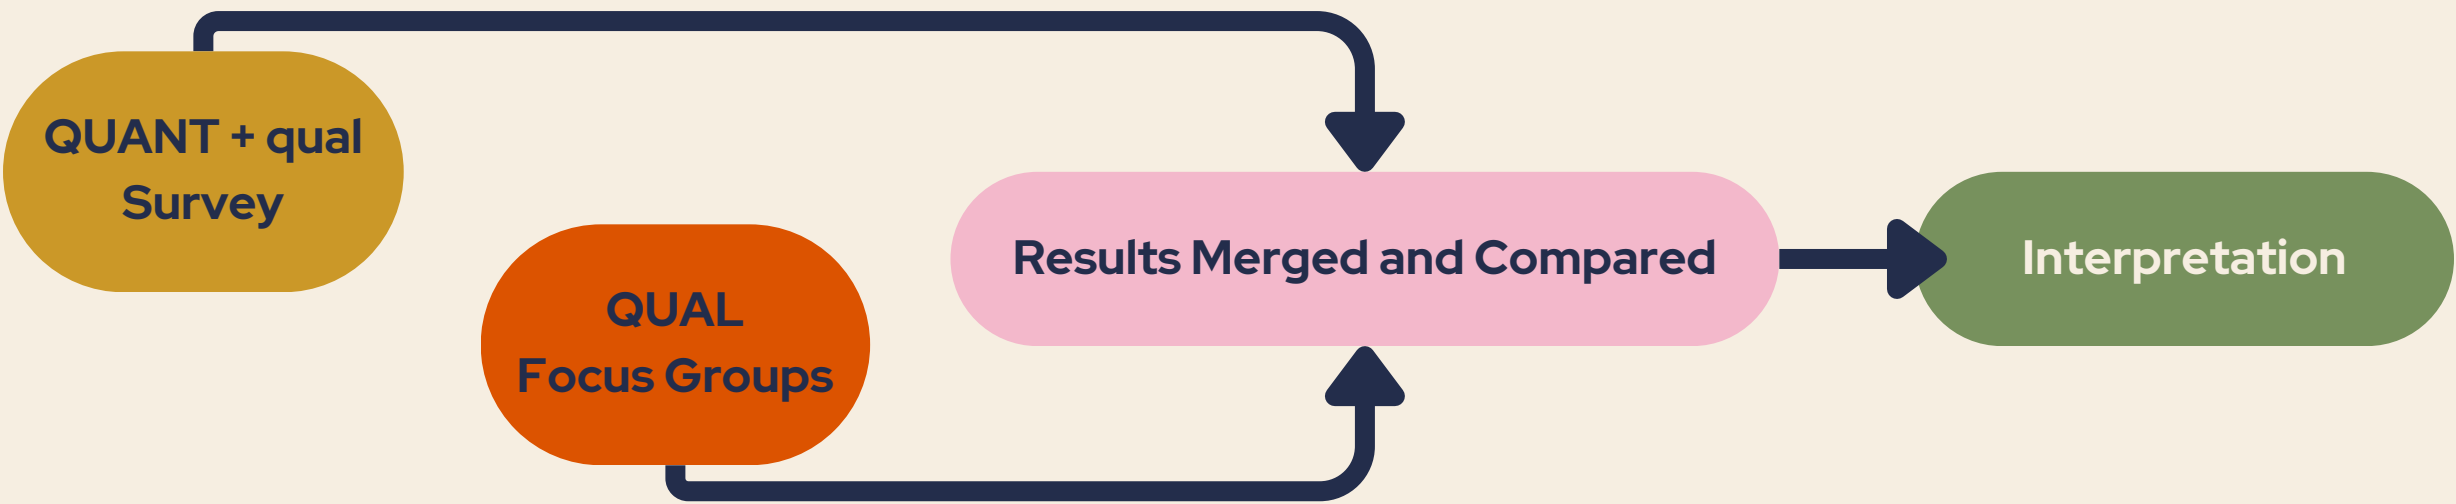 QUANT + qual
Survey
QUAL
Focus Groups
Results Merged and Compared
Interpretation